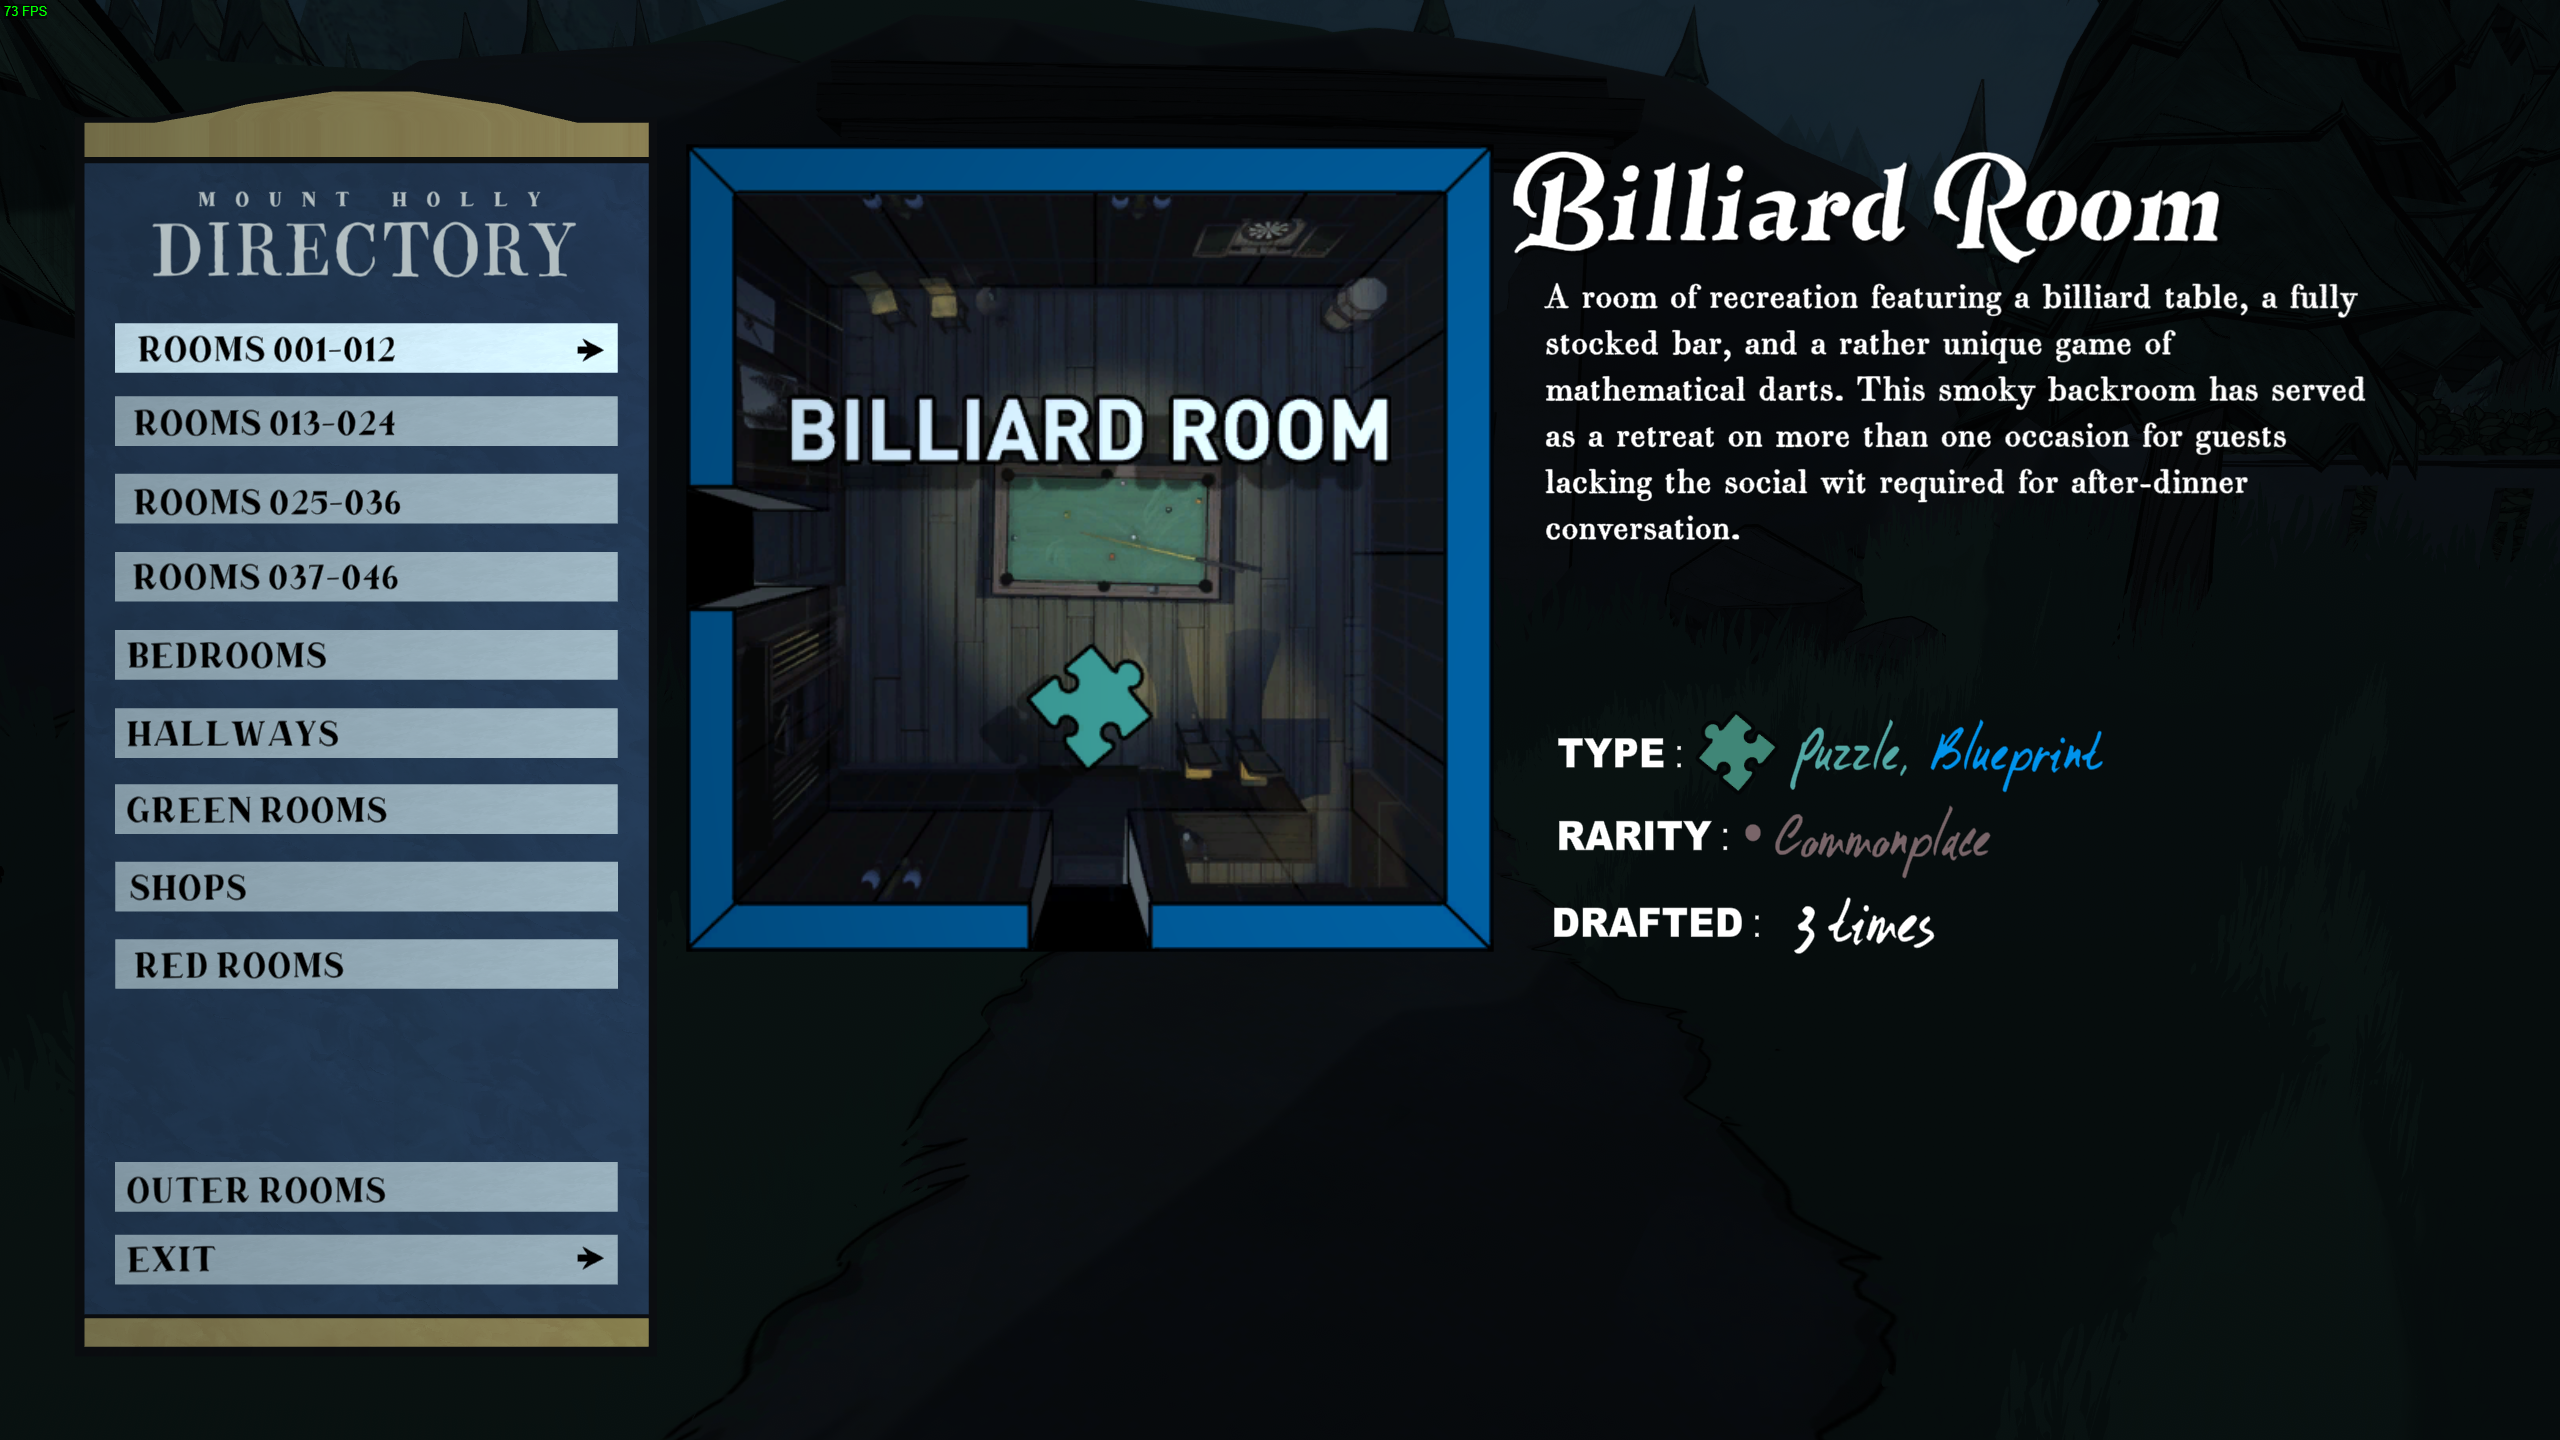 73 FPS
MOUNT HOLLY
DIRECTORY
ROOMS 001-012
ROOMS 013-024
ROOMS 025-036
ROOMS 037-046
BEDROOMS
HALLWAYS
GREEN ROOMS
SHOPS
RED ROOMS
OUTER ROOMS
EXIT
BILLIARD ROOM
Billiard Room
A room of recreation featuring a billiard table, a fully
stocked bar, and a rather unique game of
mathematical darts. This smoky backroom has served
as a retreat on more than one occasion for guests
lacking the social wit required for after-dinner
conversation.
TYPE : Puzzle, Blueprint
RARITY : • Commonplace
DRAFTED : 3 times